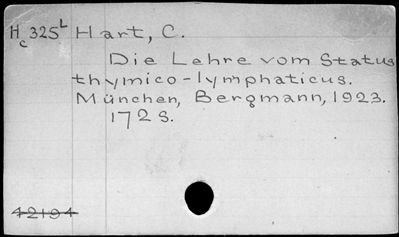 Hc 325L Hart, C.
Die Lehre vom Status
thymico-lymphaticus.
München, Bergmann, 1923.
172 S.
42194